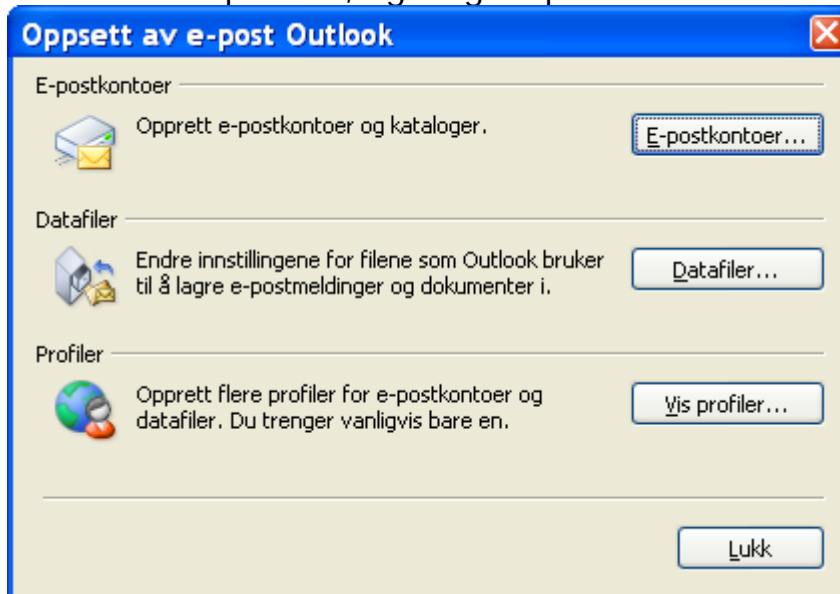 Oppsett av e-post Outlook
E-postkontoer
Opprett e-postkontoer og kataloger.
E-postkontoer...
Datafiler
Endre innstillingene for filene som Outlook bruker
til å lagre e-postmeldinger og dokumenter i.
Datafiler...
Profiler
Opprett flere profiler for e-postkontoer og
datafiler. Du trenger vanligvis bare en.
Vis profiler...
Lukk